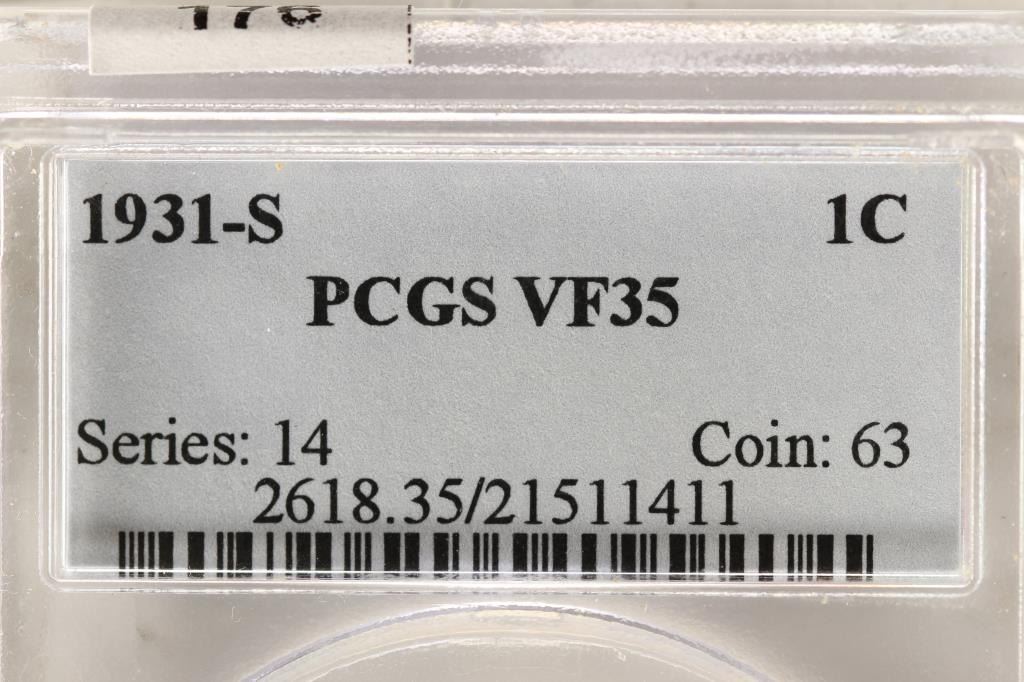 1931-S 1C
PCGS VF35
Series: 14 Coin: 63
2618.35/21511411